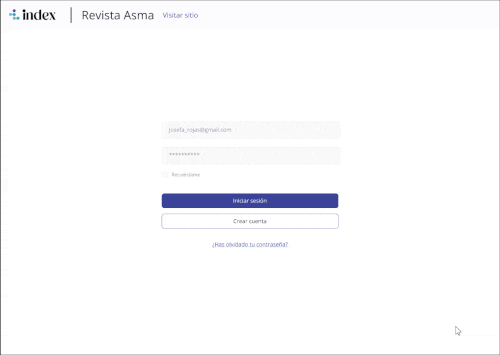 index | Revista Asma Visitar sitio
josefa_rojas@gmail.com
**********
Recuérdame
Iniciar sesión
Crear cuenta
¿Has olvidado tu contraseña?